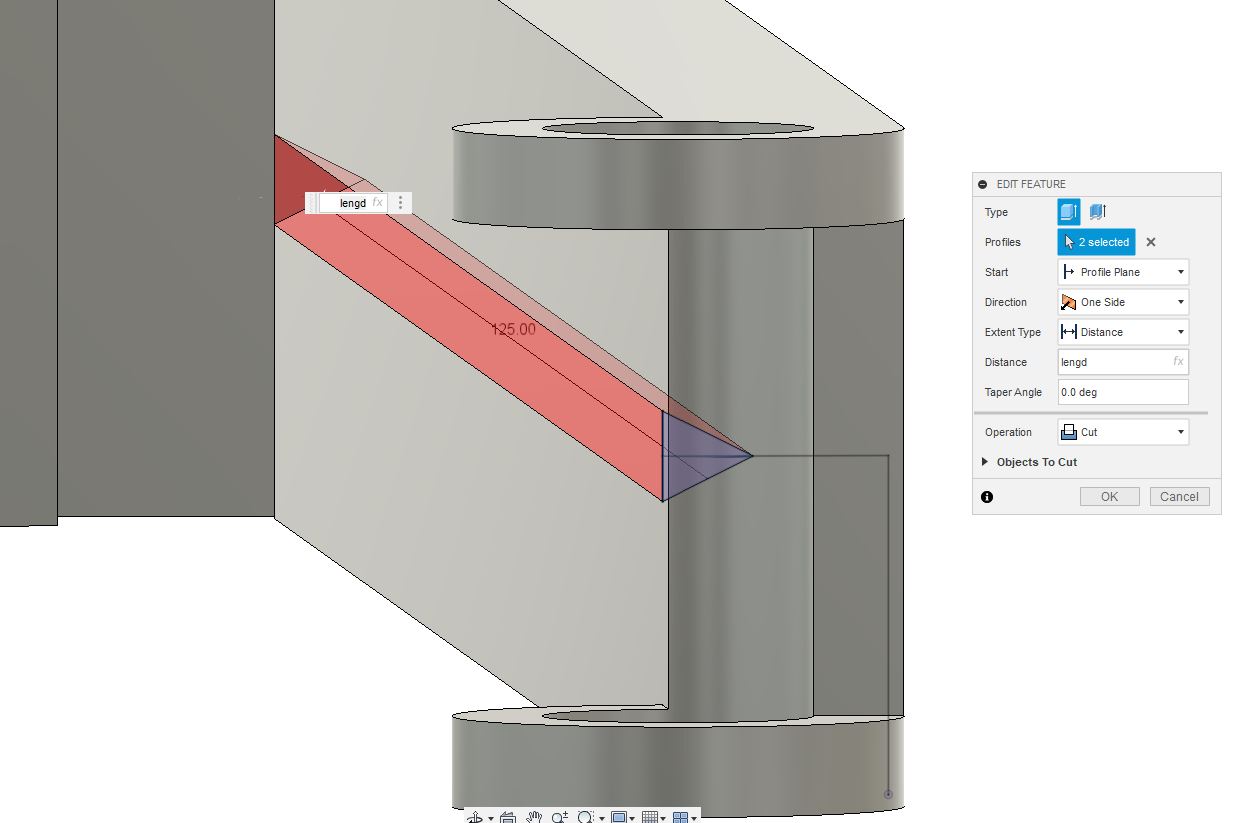 EDIT FEATURE
Type
Profiles 2 selected
Start Profile Plane
lengd fx
Direction One Side
Extent Type Distance
125.00
Distance lengd fx
Taper Angle 0.0 deg
Operation Cut
Objects To Cut
OK Cancel